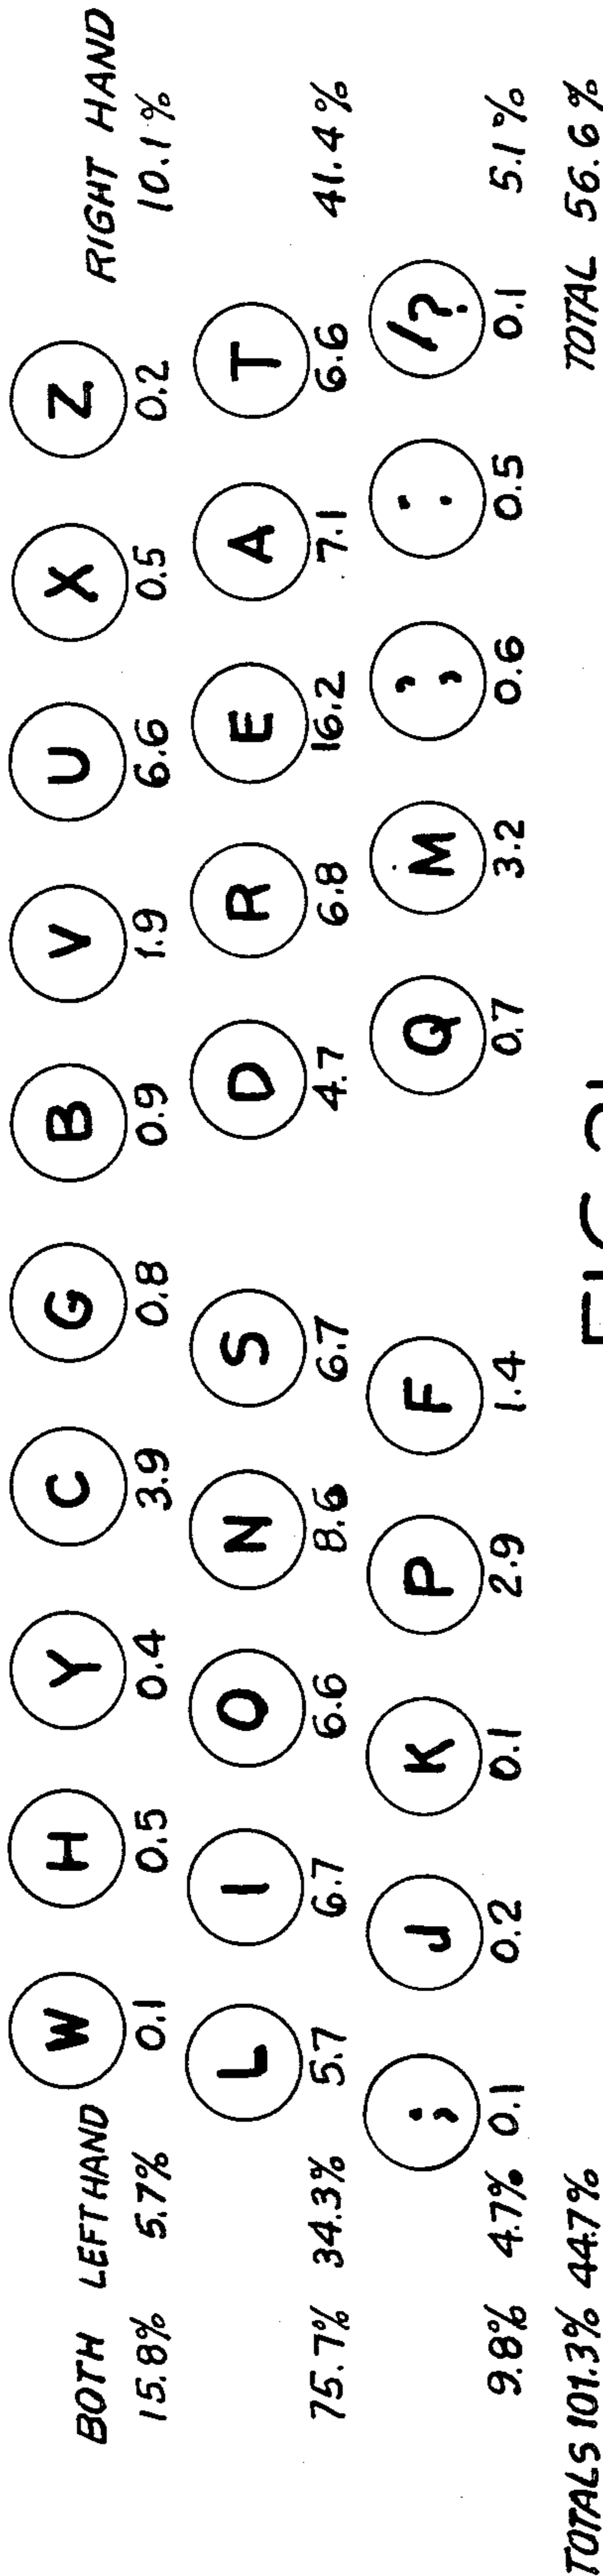 BOTH LEFT HAND RIGHT HAND
15.8% 5.7% W H Y C G B V U X Z 10.1%
0.1 0.5 0.4 3.9 0.8 0.9 1.9 6.6 0.5 0.2
75.7% 34.3% L I O N S D R E A T 41.4%
5.7 6.7 6.6 8.6 6.7 4.7 6.8 16.2 7.1 6.6
9.8% 4.7% ; J K P F Q M , : /? 5.1%
0.1 0.2 0.1 2.9 1.4 0.7 3.2 0.6 0.5 0.1
TOTALS 101.3% 44.7% TOTAL 56.6%